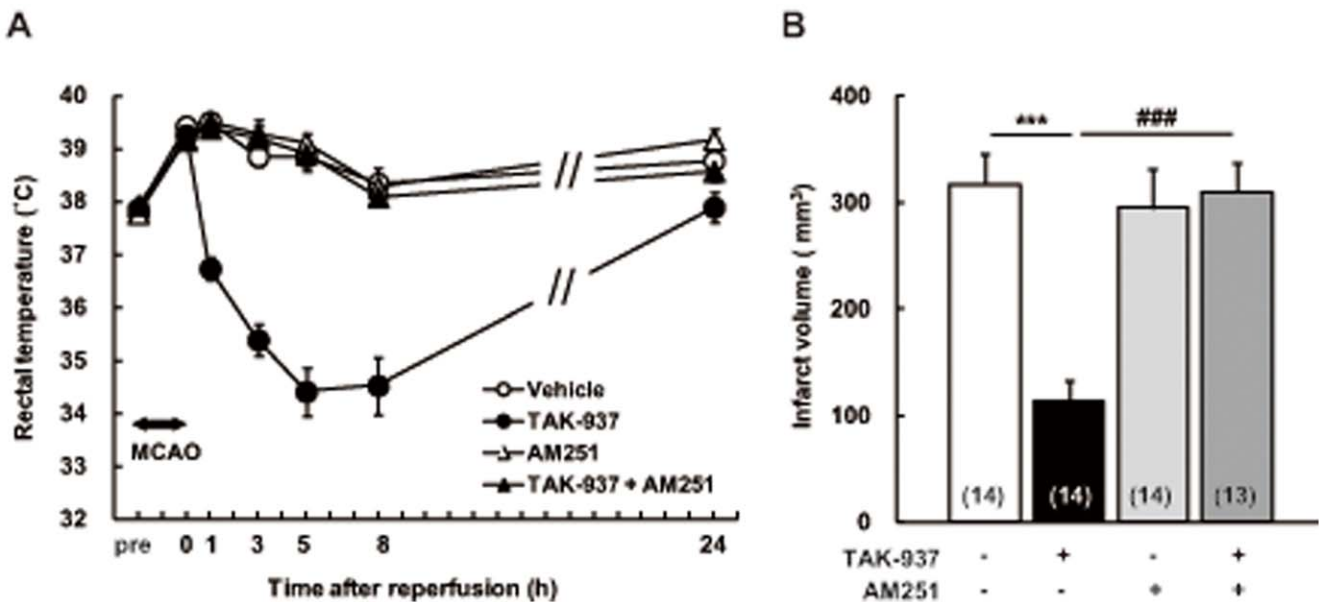 A
B
40
39
38
37
36
35
34
33
32
Rectal temperature (˚C)
MCAO
Vehicle
TAK-937
AM251
TAK-937 + AM251
pre 0 1 3 5 8 24
Time after reperfusion (h)
400
300
200
100
0
Infarct volume ( mm³)
*** ###
(14) (14) (14) (13)
TAK-937 - + - +
AM251 - - + +